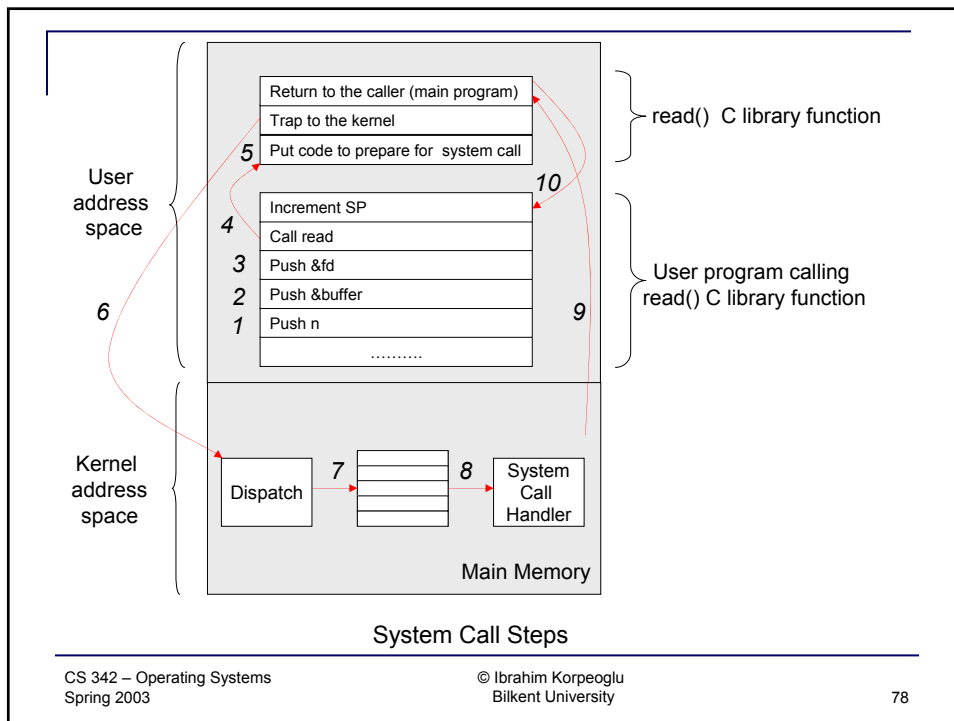 Return to the caller (main program)
Trap to the kernel
Put code to prepare for system call
5
read() C library function
User
address
space
10
Increment SP
Call read
Push &fd
Push &buffer
Push n
..........
4
3
2
1
6
9
User program calling
read() C library function
Kernel
address
space
Dispatch
7
8
System
Call
Handler
Main Memory
System Call Steps
CS 342 – Operating Systems
Spring 2003
© Ibrahim Korpeoglu
Bilkent University
78